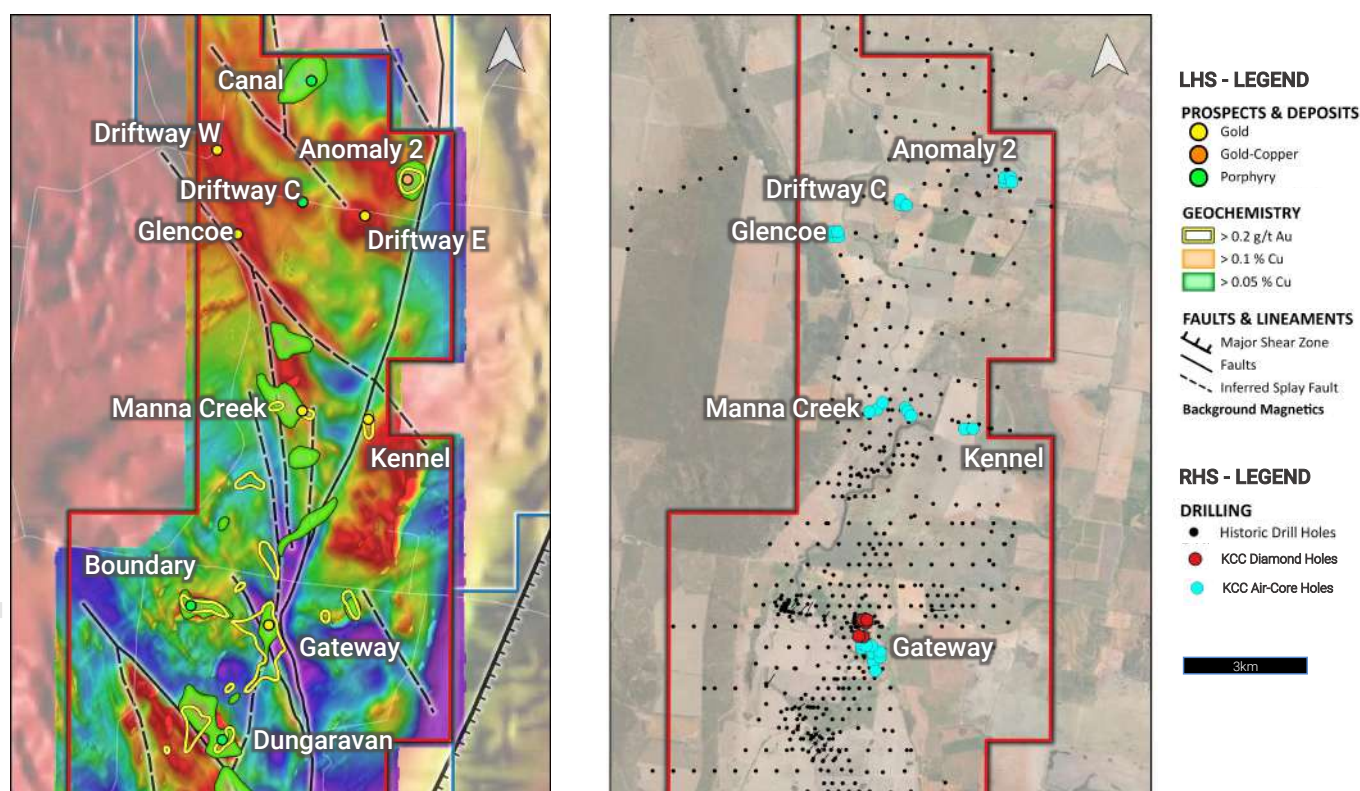 Canal
Driftway W
Anomaly 2
Driftway C
Glencoe
Driftway E
Manna Creek
Kennel
Boundary
Gateway
Dungaravan
Anomaly 2
Driftway C
Glencoe
Manna Creek
Kennel
Gateway
LHS - LEGEND
PROSPECTS & DEPOSITS
Gold
Gold-Copper
Porphyry
GEOCHEMISTRY
> 0.2 g/t Au
> 0.1 % Cu
> 0.05 % Cu
FAULTS & LINEAMENTS
Major Shear Zone
Faults
Inferred Splay Fault
Background Magnetics
RHS - LEGEND
DRILLING
Historic Drill Holes
KCC Diamond Holes
KCC Air-Core Holes
3km